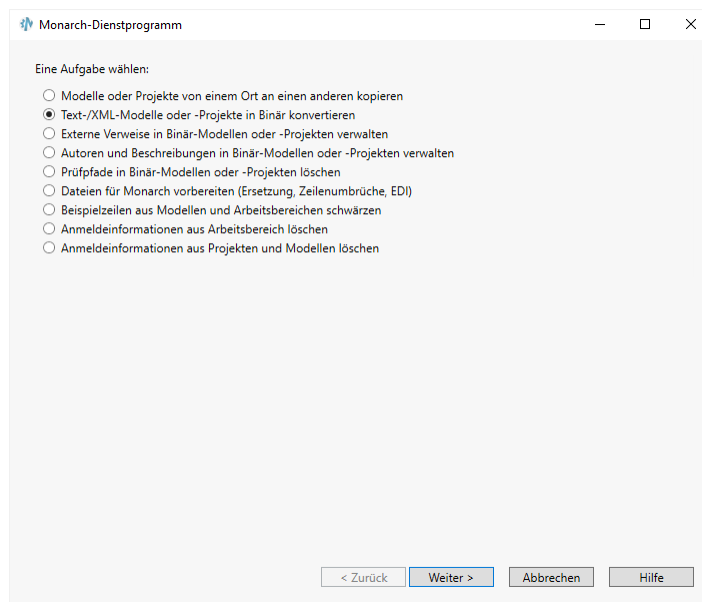 Monarch-Dienstprogramm
Eine Aufgabe wählen:
Modelle oder Projekte von einem Ort an einen anderen kopieren
Text-/XML-Modelle oder -Projekte in Binär konvertieren
Externe Verweise in Binär-Modellen oder -Projekten verwalten
Autoren und Beschreibungen in Binär-Modellen oder -Projekten verwalten
Prüfpfade in Binär-Modellen oder -Projekten löschen
Dateien für Monarch vorbereiten (Ersetzung, Zeilenumbrüche, EDI)
Beispielzeilen aus Modellen und Arbeitsbereichen schwärzen
Anmeldeinformationen aus Arbeitsbereich löschen
Anmeldeinformationen aus Projekten und Modellen löschen
< Zurück Weiter > Abbrechen Hilfe